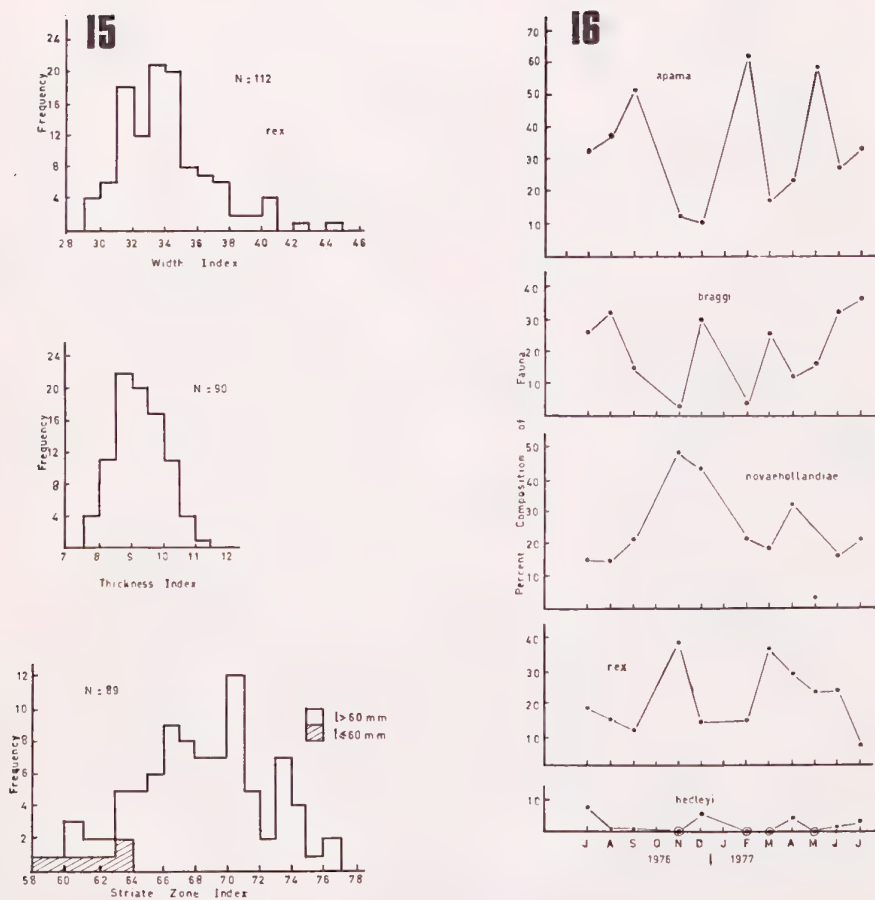 15
24
20
16
12
8
4
Frequency
N = 112
rex
28 30 32 34 36 38 40 42 44 46
Width Index
24
20
16
12
8
4
Frequency
N = 90
7 8 9 10 11 12
Thickness Index
12
10
8
6
4
2
Frequency
N = 89
l>60mm
l≤60mm
58 60 62 64 66 68 70 72 74 76 78
Striate Zone Index
16
70
60
50
40
30
20
10
apama
40
30
20
10
braggi
Percent Composition of Fauna
50
40
30
20
10
novaehollandiae
40
30
20
10
rex
10
hedleyi
J A S O N D J F M A M J J
1976 | 1977